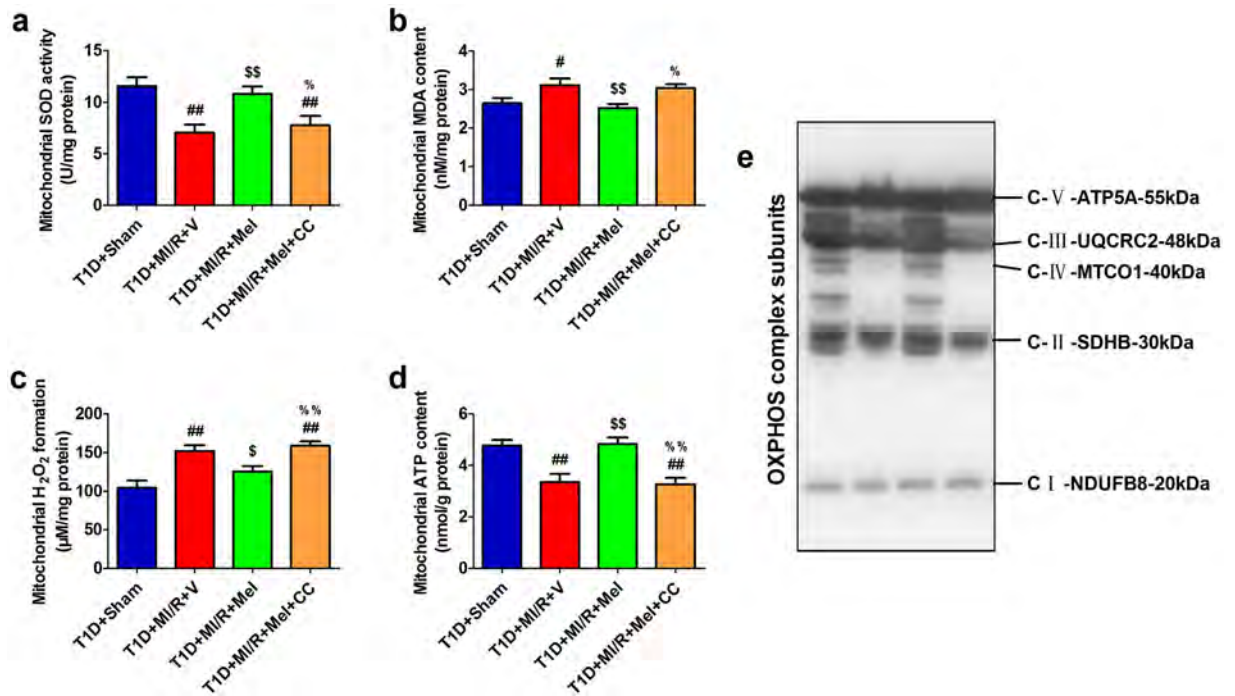 a
Mitochondrial SOD activity
(U/mg protein)
15
10
5
0
##
$$
%
##
T1D+Sham
T1D+MI/R+V
T1D+MI/R+Mel
T1D+MI/R+Mel+CC
b
Mitochondrial MDA content
(nM/mg protein)
4
3
2
1
0
#
$$
%
T1D+Sham
T1D+MI/R+V
T1D+MI/R+Mel
T1D+MI/R+Mel+CC
c
Mitochondrial H₂O₂ formation
(μM/mg protein)
200
150
100
50
0
##
$
%%
##
T1D+Sham
T1D+MI/R+V
T1D+MI/R+Mel
T1D+MI/R+Mel+CC
d
Mitochondrial ATP content
(nmol/g protein)
6
4
2
0
##
$$
%%
##
T1D+Sham
T1D+MI/R+V
T1D+MI/R+Mel
T1D+MI/R+Mel+CC
e
OXPHOS complex subunits
C-Ⅴ-ATP5A-55kDa
C-Ⅲ-UQCRC2-48kDa
C-Ⅳ-MTCO1-40kDa
C-Ⅱ-SDHB-30kDa
CⅠ-NDUFB8-20kDa